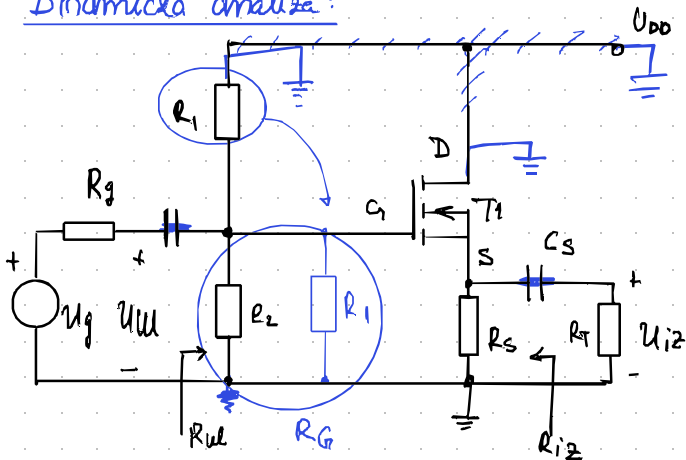 Dinamička analiza:
UDD
R1
D
Rg
G
T1
+
+
S
CS
+
Ug
Uul
R2
R1
RS
RT
Uiz
-
-
Rul
RG
Riz